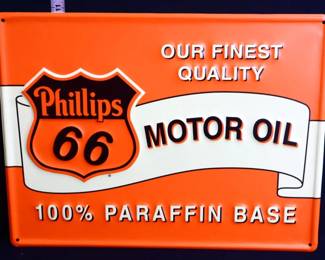 OUR FINEST
QUALITY
Phillips
66
MOTOR OIL
100% PARAFFIN BASE